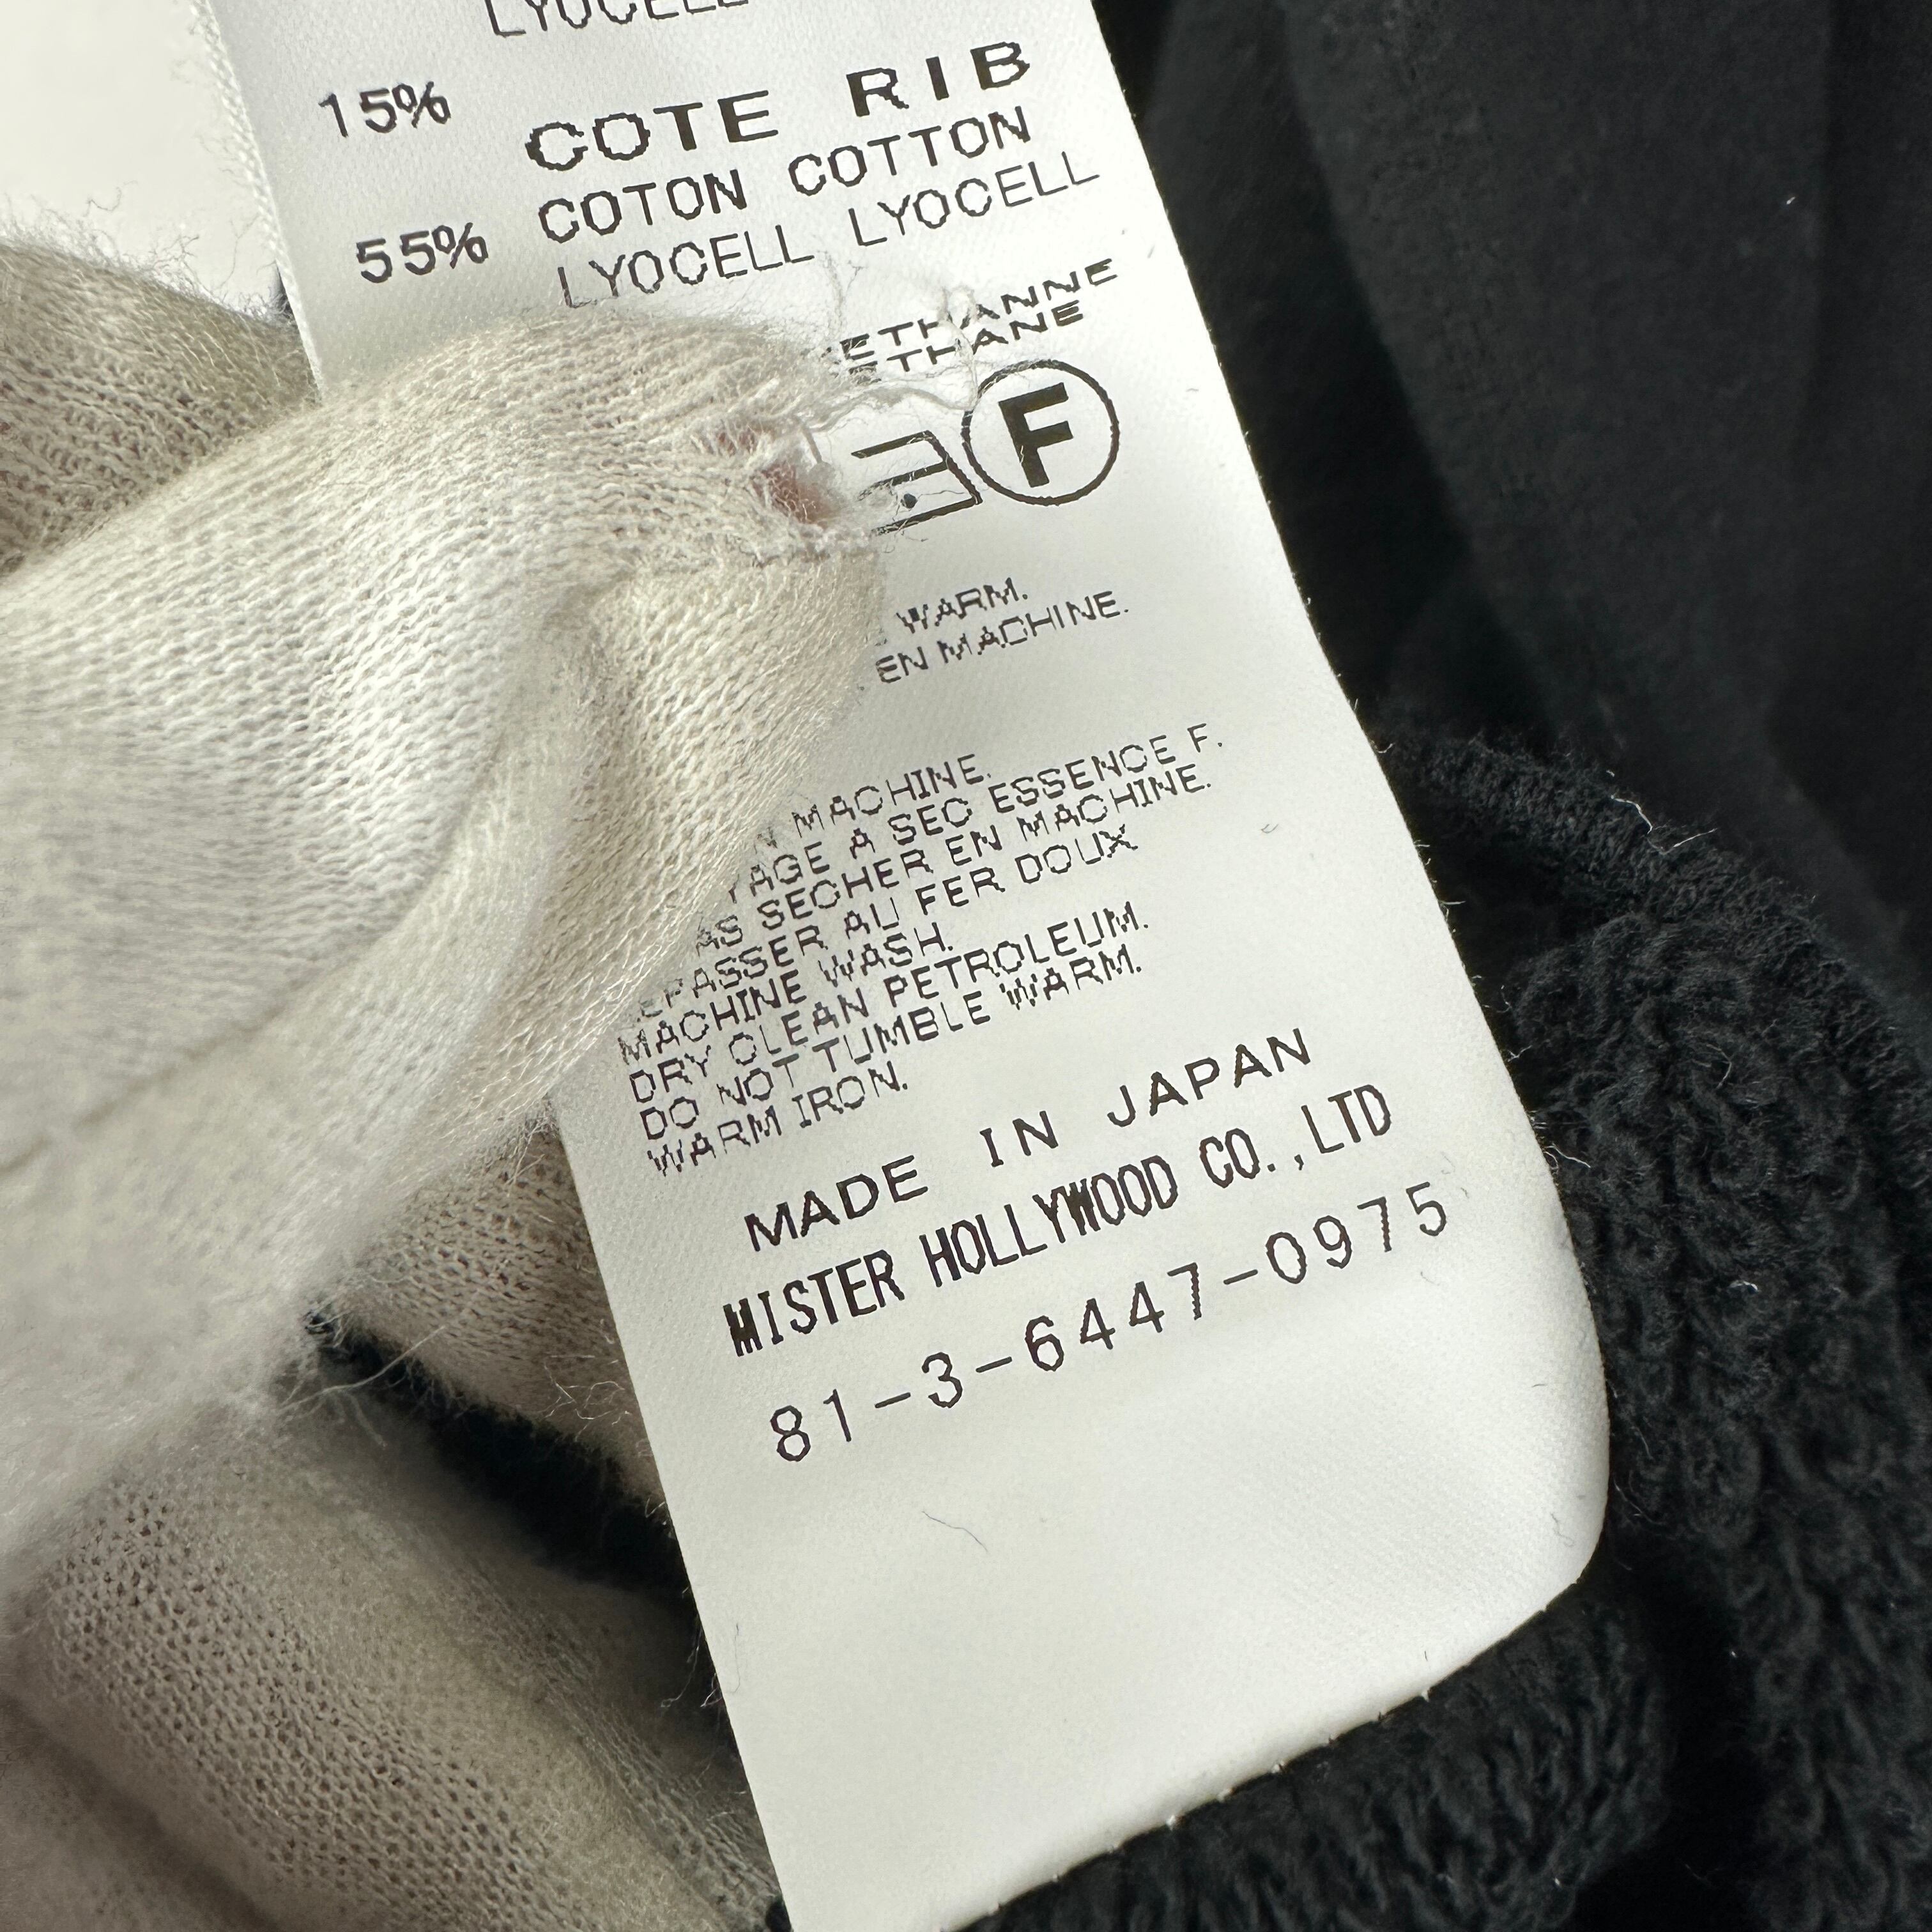 LYOCELL
15%
COTE RIB
55% COTON COTTON
LYOCELL LYOCELL
WARM.
EN MACHINE.
MACHINE.
A SEC ESSENCE F.
SECHER EN MACHINE.
AU FER DOUX
MACHINE WASH.
DRY CLEAN PETROLEUM.
DO NOT TUMBLE WARM.
WARM IRON.
MADE IN JAPAN
MISTER HOLLYWOOD CO.,LTD
81-3-6447-0975
F